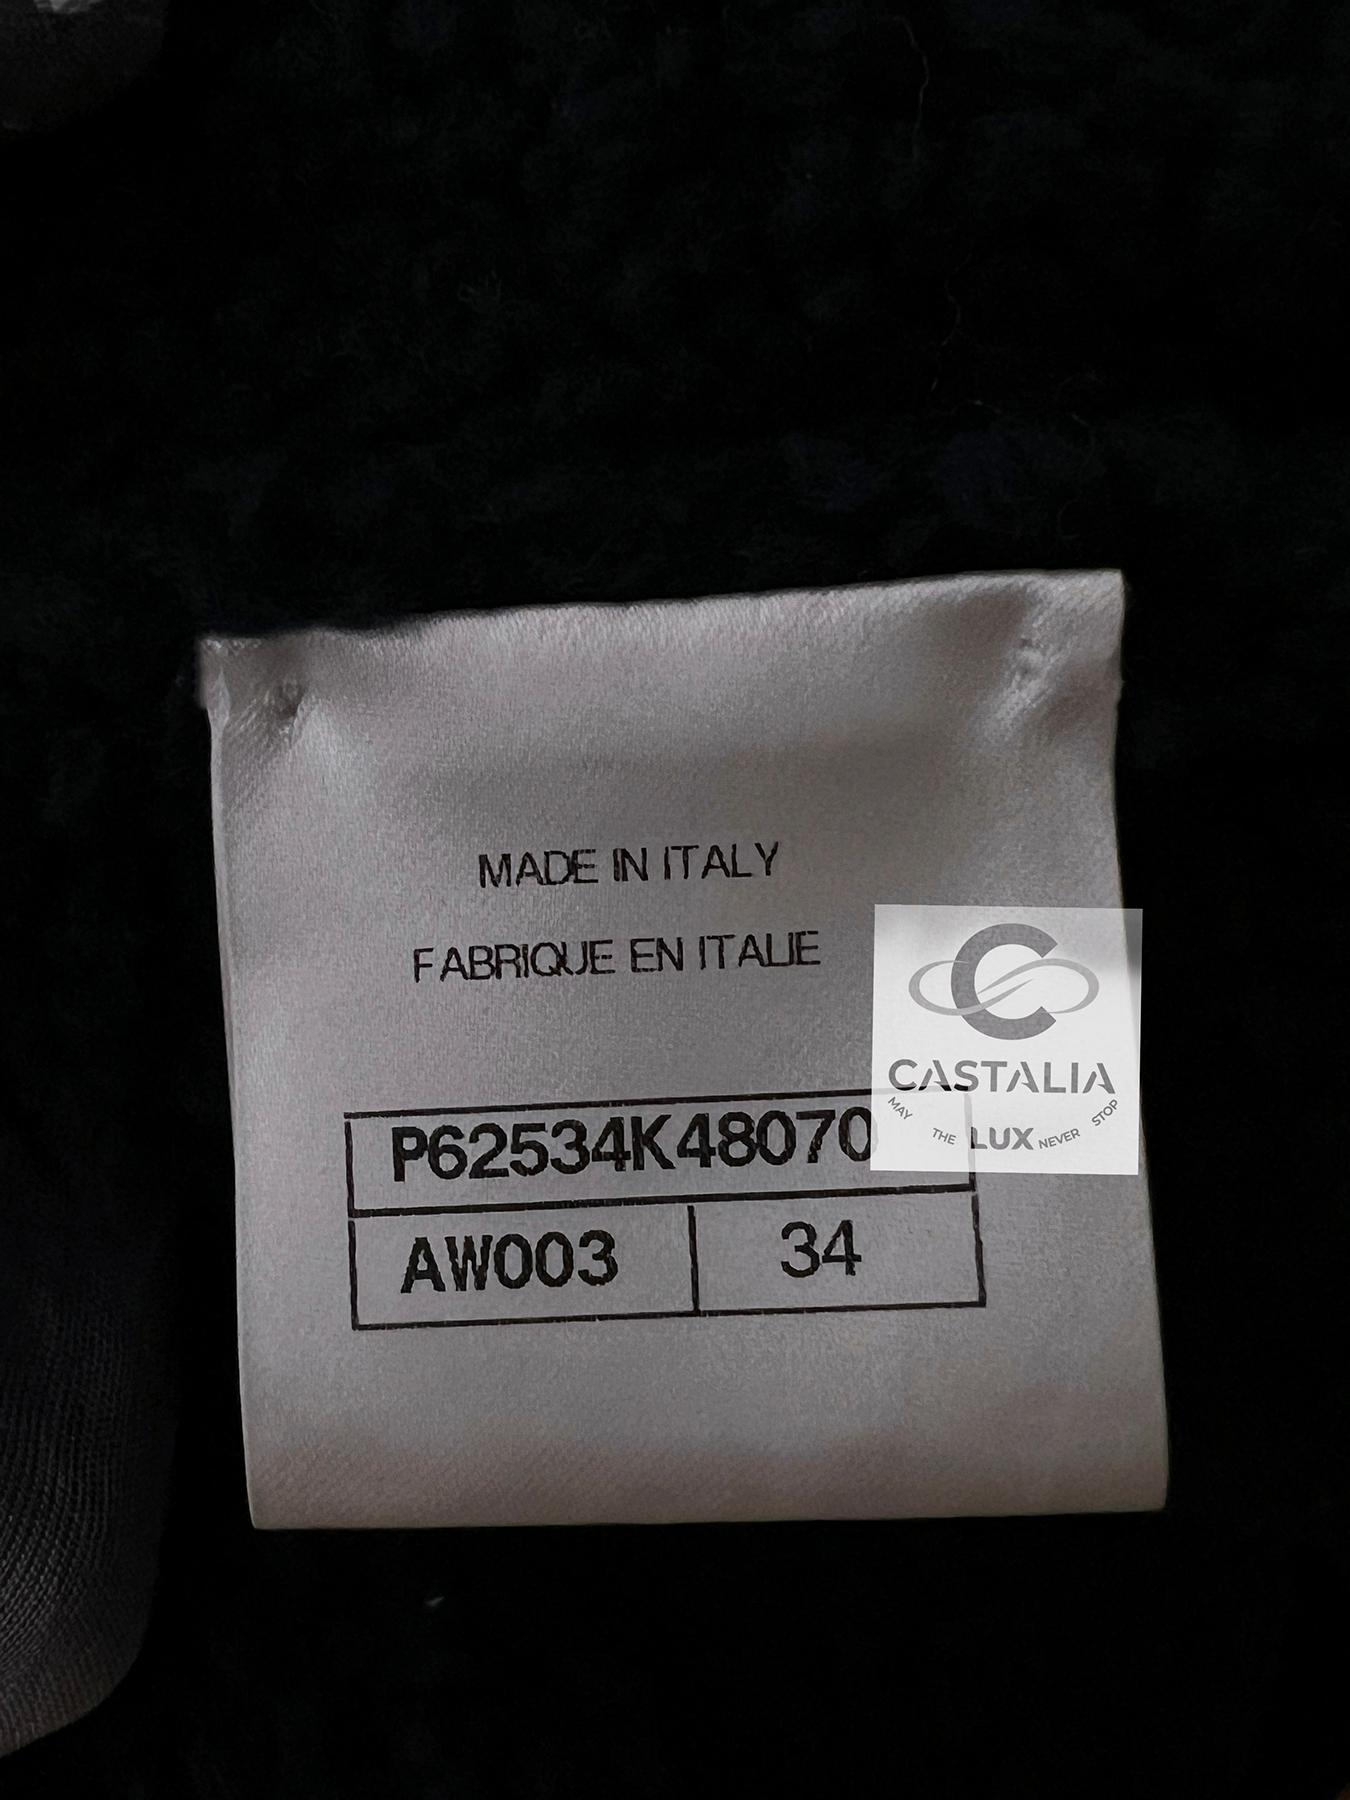 MADE IN ITALY
FABRIQUE EN ITALIE
CASTALIA
MAY THE LUX NEVER STOP
P62534K48070
AW003 34